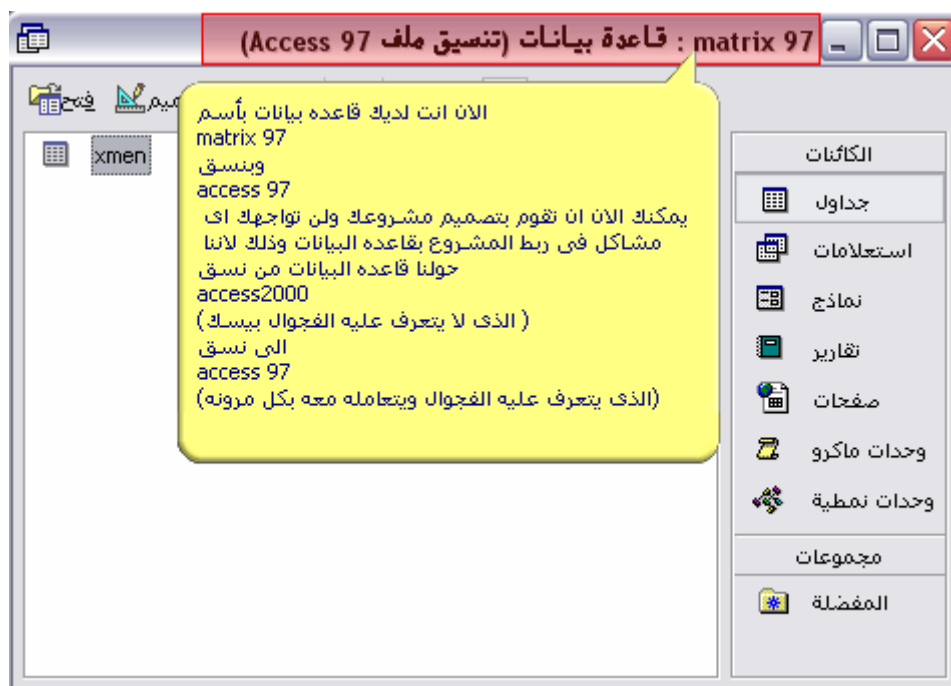 matrix 97 : قاعدة بيانات (تنسيق ملف Access 97)
فتح
الان انت لديك قاعده بيانات بأسم
matrix 97
وبنسق
access 97
يمكنك الان ان تقوم بتصميم مشروعك ولن تواجهك اى
مشاكل فى ربط المشروع بقاعده البيانات وذلك لاننا
حولنا قاعده البيانات من نسق
access2000
( الذى لا يتعرف عليه الفجوال بيسك)
الى نسق
access 97
(الذى يتعرف عليه الفجوال ويتعامله معه بكل مرونه)
xmen
الكائنات
جداول
استعلامات
نماذج
تقارير
صفحات
وحدات ماكرو
وحدات نمطية
مجموعات
المفضلة